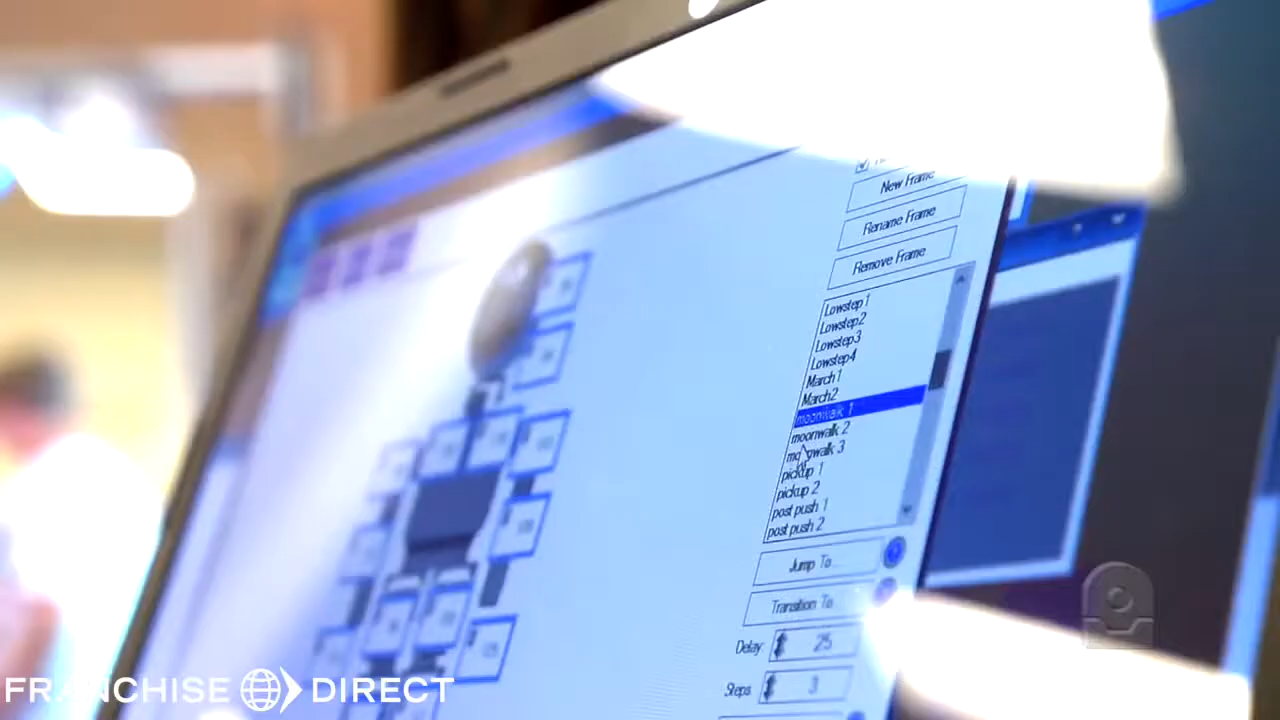 New Frame
Rename Frame
Remove Frame
Lowstep1
Lowstep2
Lowstep3
Lowstep4
March1
March2
moonwalk 1
moonwalk 2
moonwalk 3
pickup 1
pickup 2
post push 1
post push 2
Jump To...
Transition To
Delay: 25
Steps 3
FRANCHISE DIRECT